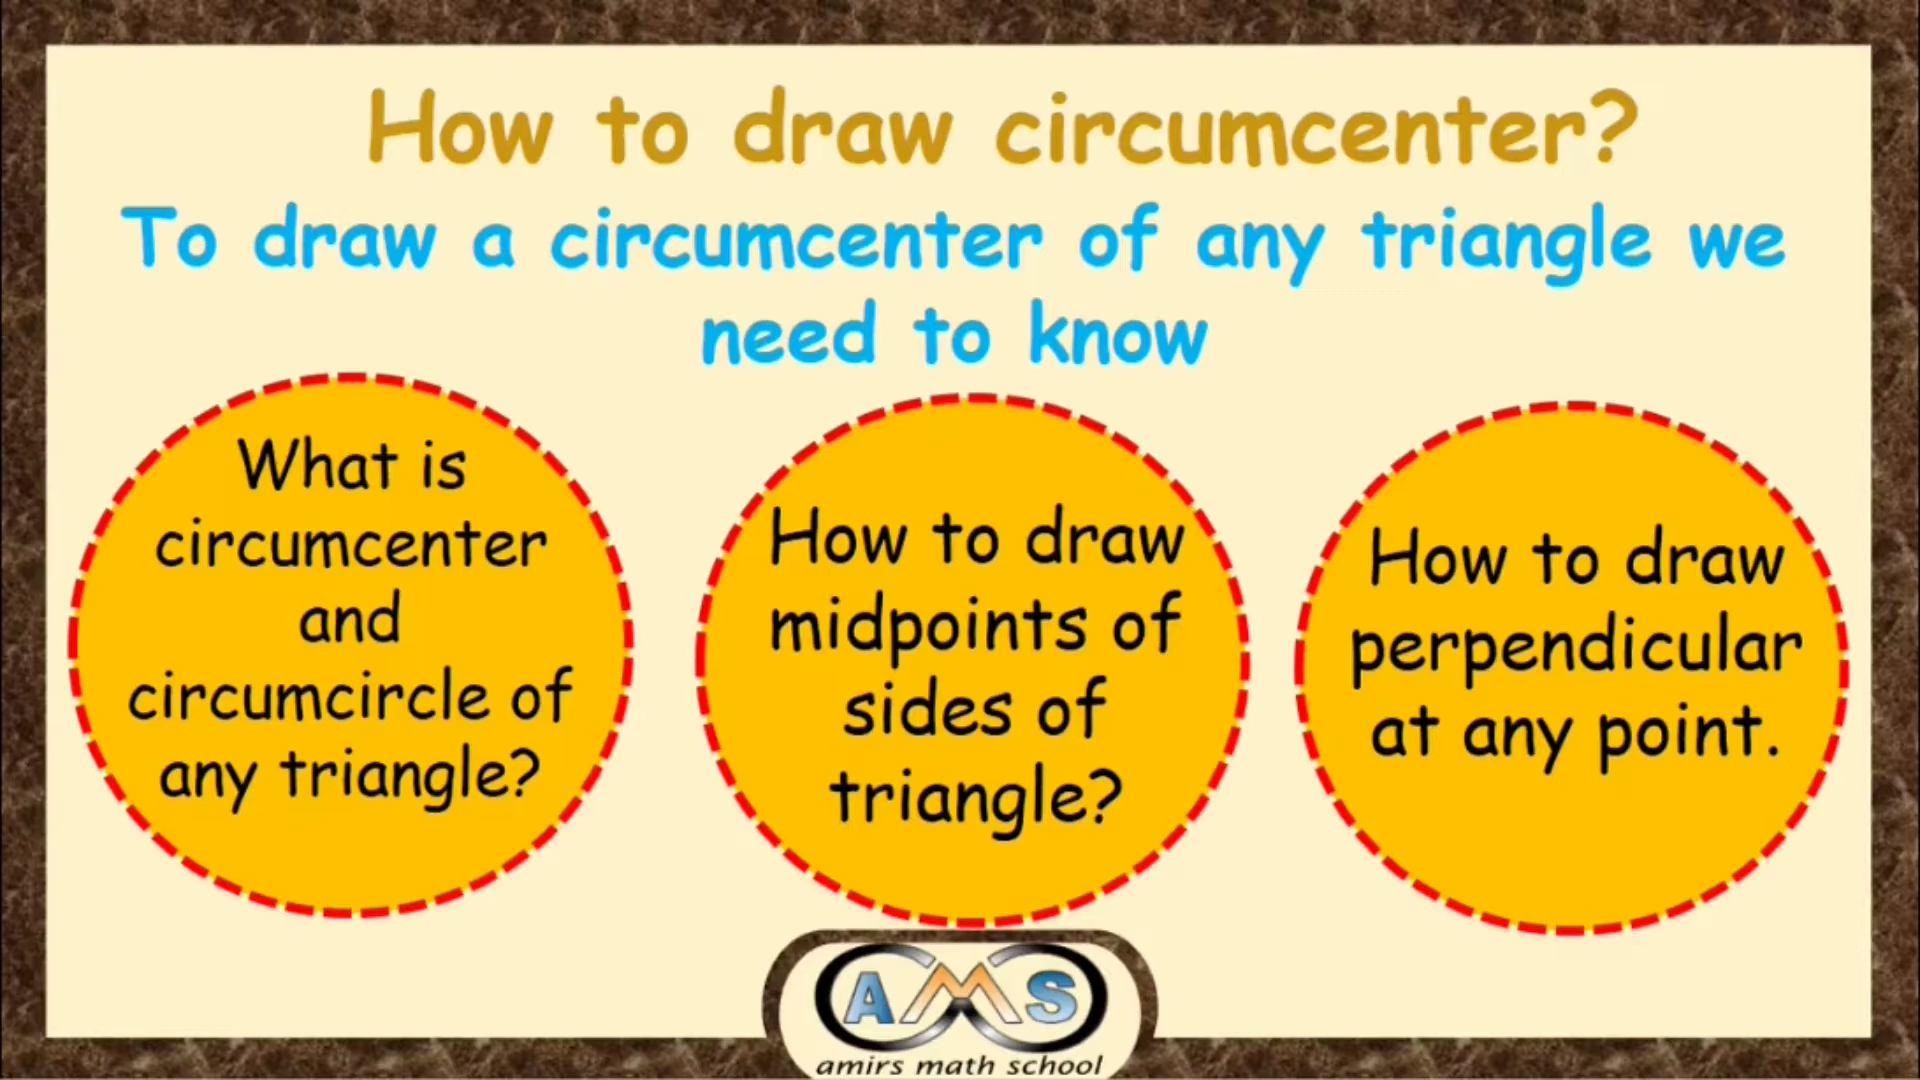 How to draw circumcenter?
To draw a circumcenter of any triangle we
need to know
What is
circumcenter
and
circumcircle of
any triangle?
How to draw
midpoints of
sides of
triangle?
How to draw
perpendicular
at any point.
AMS
amirs math school